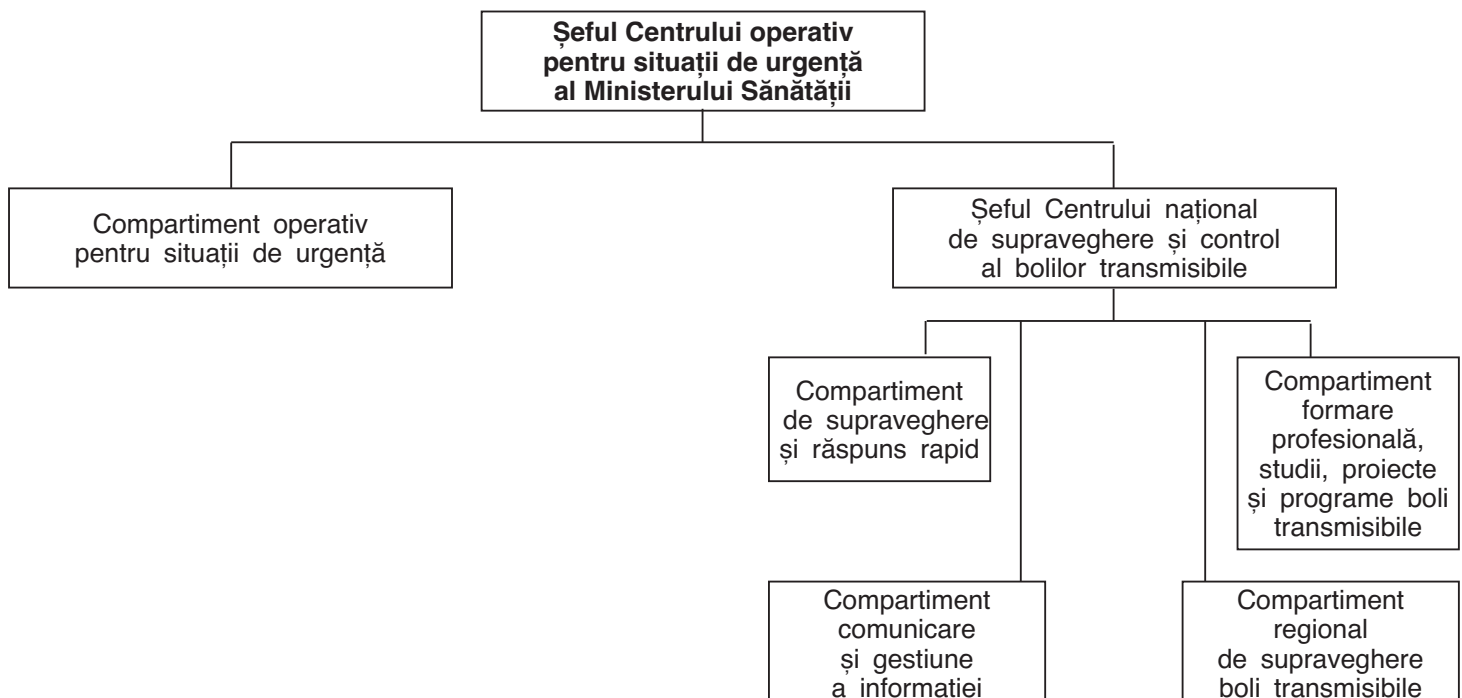 Șeful Centrului operativ
pentru situații de urgență
al Ministerului Sănătății
Compartiment operativ
pentru situații de urgență
Șeful Centrului național
de supraveghere și control
al bolilor transmisibile
Compartiment
de supraveghere
și răspuns rapid
Compartiment
formare
profesională,
studii, proiecte
și programe boli
transmisibile
Compartiment
comunicare
și gestiune
a informației
Compartiment
regional
de supraveghere
boli transmisibile